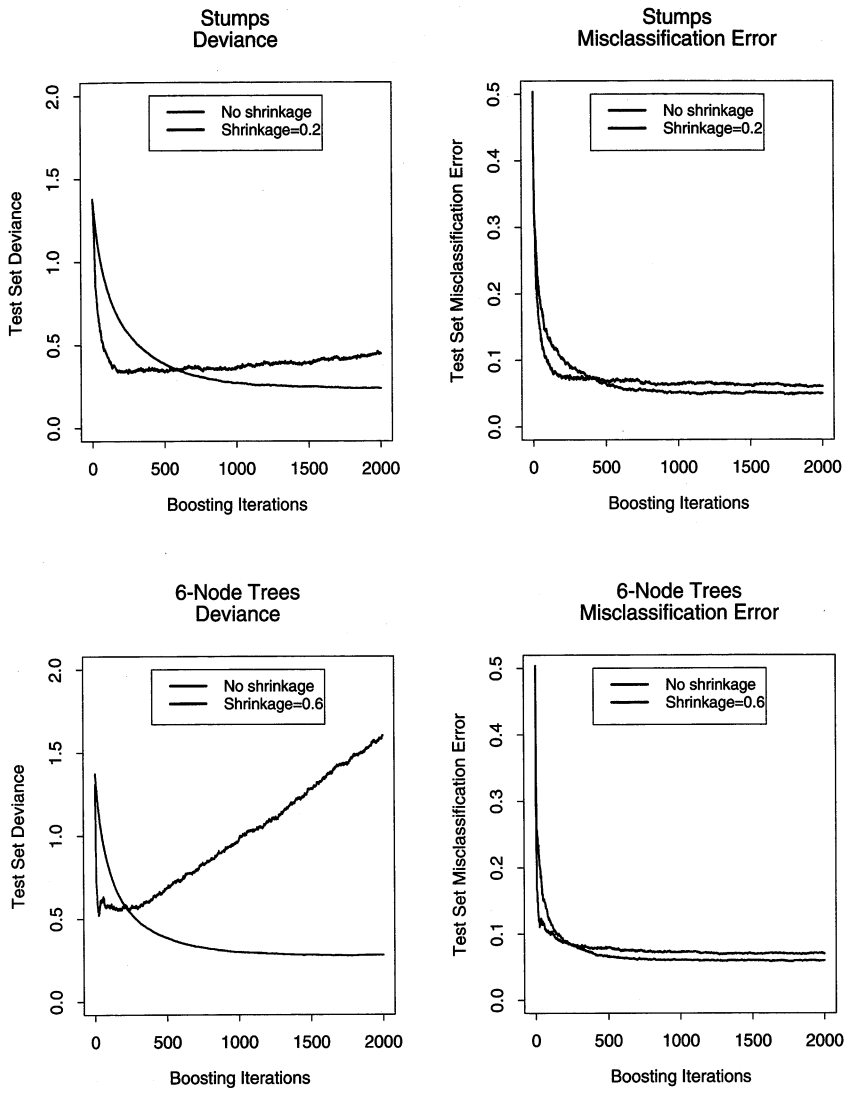 Stumps
Deviance
No shrinkage
Shrinkage=0.2
Test Set Deviance
2.0
1.5
1.0
0.5
0.0
0 500 1000 1500 2000
Boosting Iterations
Stumps
Misclassification Error
No shrinkage
Shrinkage=0.2
Test Set Misclassification Error
0.5
0.4
0.3
0.2
0.1
0.0
0 500 1000 1500 2000
Boosting Iterations
6-Node Trees
Deviance
No shrinkage
Shrinkage=0.6
Test Set Deviance
2.0
1.5
1.0
0.5
0.0
0 500 1000 1500 2000
Boosting Iterations
6-Node Trees
Misclassification Error
No shrinkage
Shrinkage=0.6
Test Set Misclassification Error
0.5
0.4
0.3
0.2
0.1
0.0
0 500 1000 1500 2000
Boosting Iterations